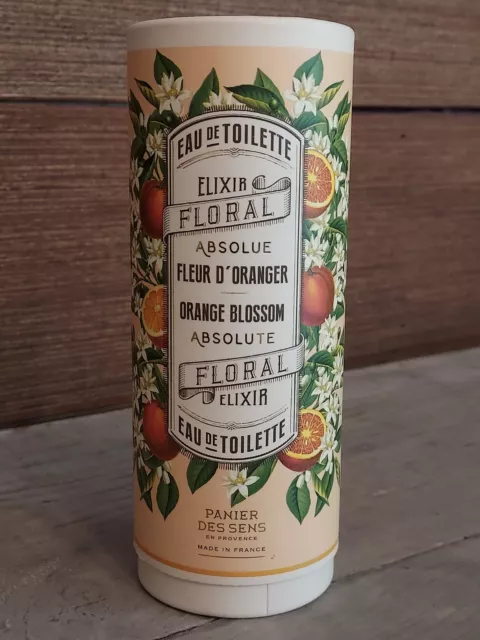 EAU DE TOILETTE
ELIXIR
FLORAL
ABSOLUE
FLEUR D'ORANGER
ORANGE BLOSSOM
ABSOLUTE
FLORAL
ELIXIR
EAU DE TOILETTE
PANIER
DES SENS
EN PROVENCE
MADE IN FRANCE